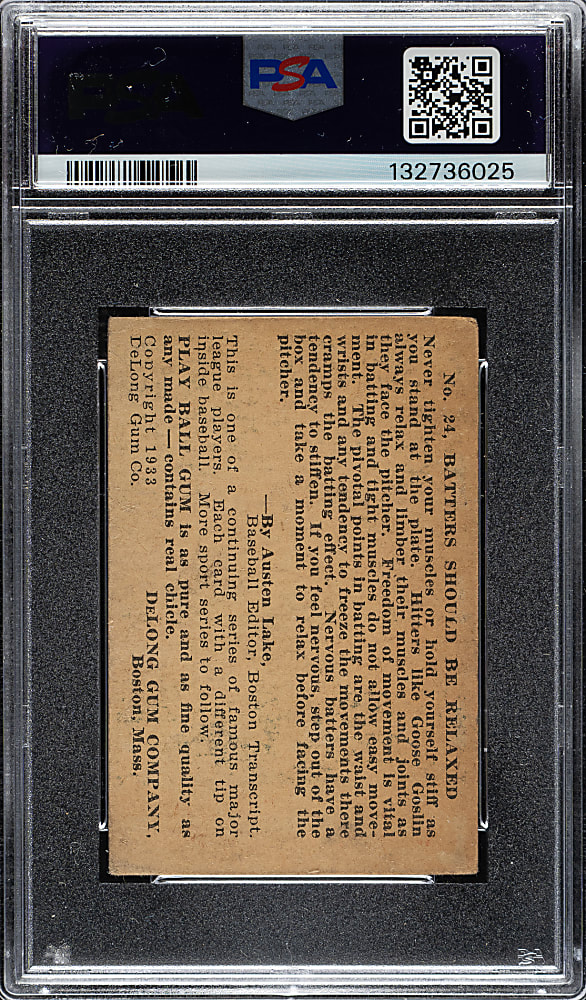 PSA
132736025
No. 24, BATTERS SHOULD BE RELAXED
Never tighten your muscles or hold yourself stiff as
you stand at the plate. Hitters like Goose Goslin
always relax and limber their muscles and joints as
they face the pitcher. Freedom of movement is vital
in batting and tight muscles do not allow easy move-
ment. The pivotal points in batting are the waist and
wrists and any tendency to freeze the movements there
cramps the batting effect. Nervous batters have a
tendency to stiffen. If you feel nervous, step out of the
box and take a moment to relax before facing the
pitcher.
—By Austen Lake,
Baseball Editor, Boston Transcript.
This is one of a continuing series of famous major
league players. Each card with a different tip on
inside baseball. More sport series to follow.
PLAY BALL GUM is as pure and as fine quality as
any made — contains real chicle.
Copyright 1933
DeLong Gum Co.
DELONG GUM COMPANY,
Boston, Mass.